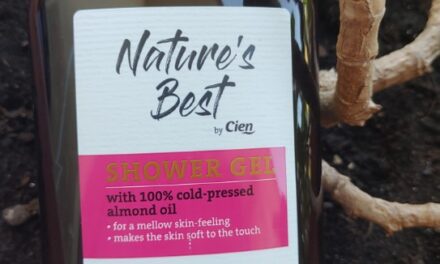 Nature's
Best
by Cien
SHOWER GEL
with 100% cold-pressed
almond oil
• for a mellow skin-feeling
• makes the skin soft to the touch